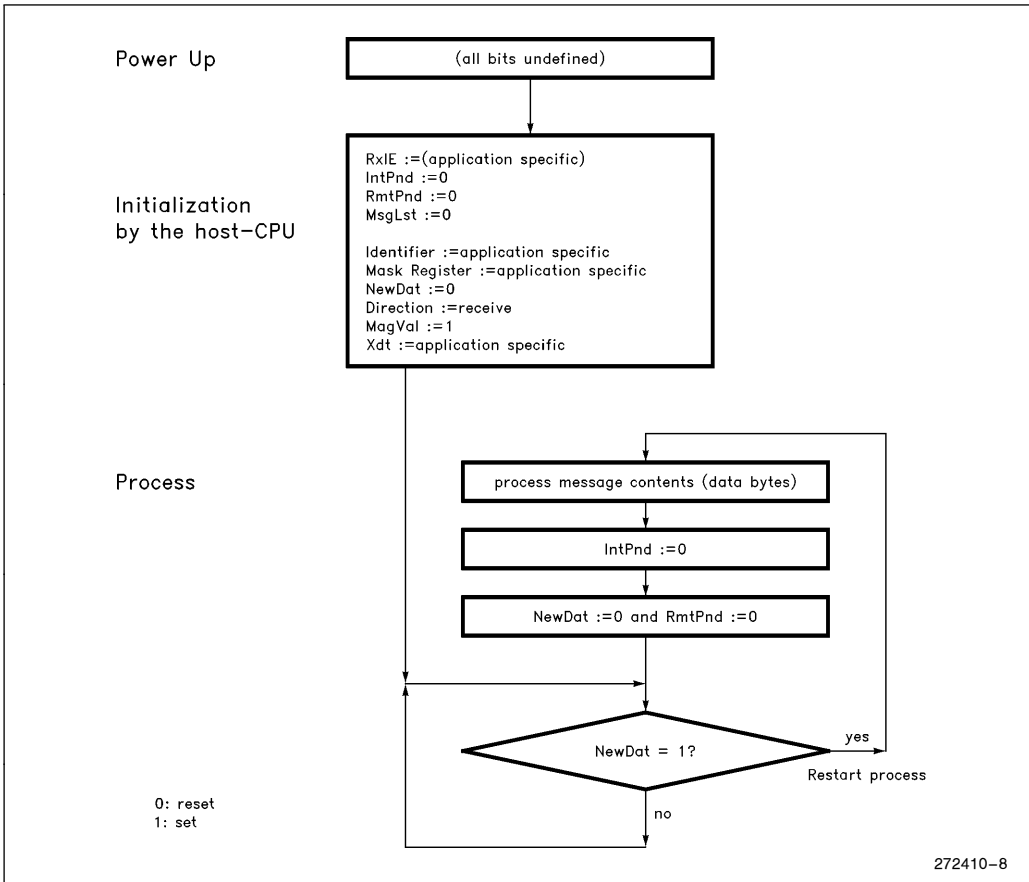 Power Up
(all bits undefined)
Initialization
by the host-CPU
RxIE :=(application specific)
IntPnd :=0
RmtPnd :=0
MsgLst :=0
Identifier :=application specific
Mask Register :=application specific
NewDat :=0
Direction :=receive
MagVal :=1
Xdt :=application specific
Process
process message contents (data bytes)
IntPnd :=0
NewDat :=0 and RmtPnd :=0
NewDat = 1?
yes
Restart process
no
0: reset
1: set
272410-8